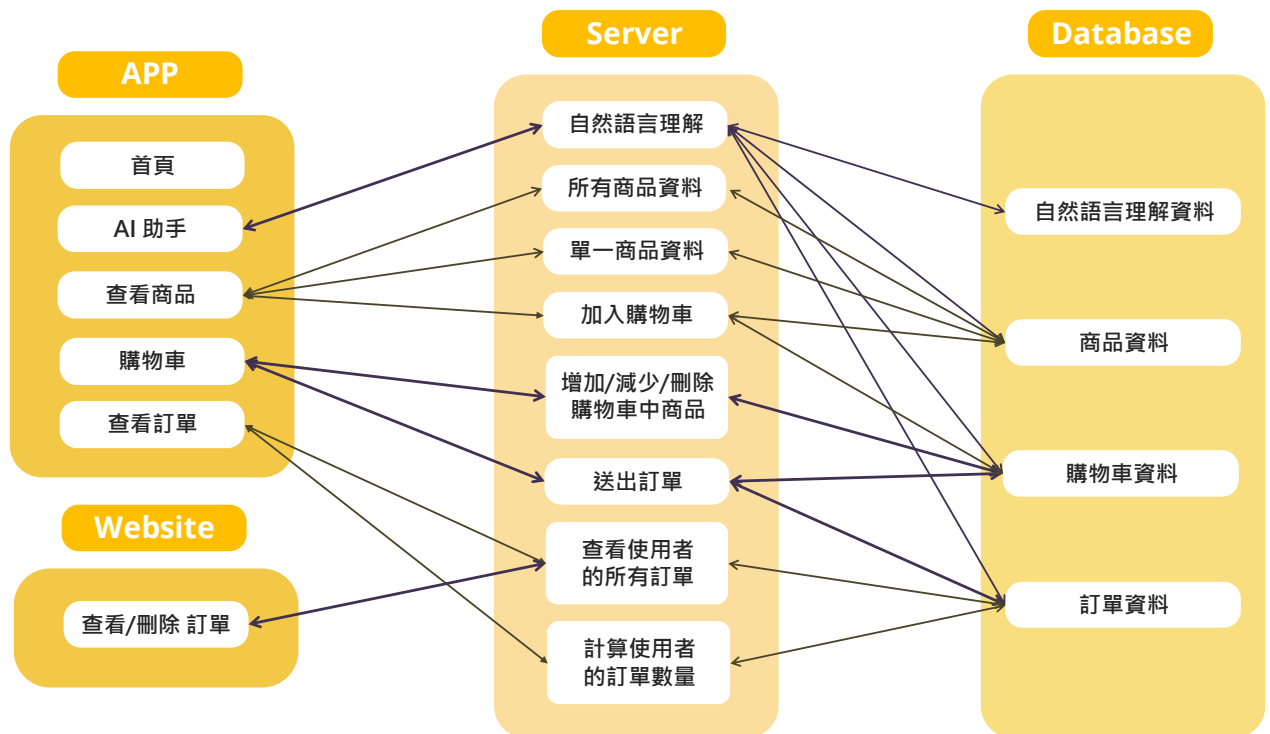 APP
首頁
AI 助手
查看商品
購物車
查看訂單
Website
查看/刪除 訂單
Server
自然語言理解
所有商品資料
單一商品資料
加入購物車
增加/減少/刪除
購物車中商品
送出訂單
查看使用者
的所有訂單
計算使用者
的訂單數量
Database
自然語言理解資料
商品資料
購物車資料
訂單資料